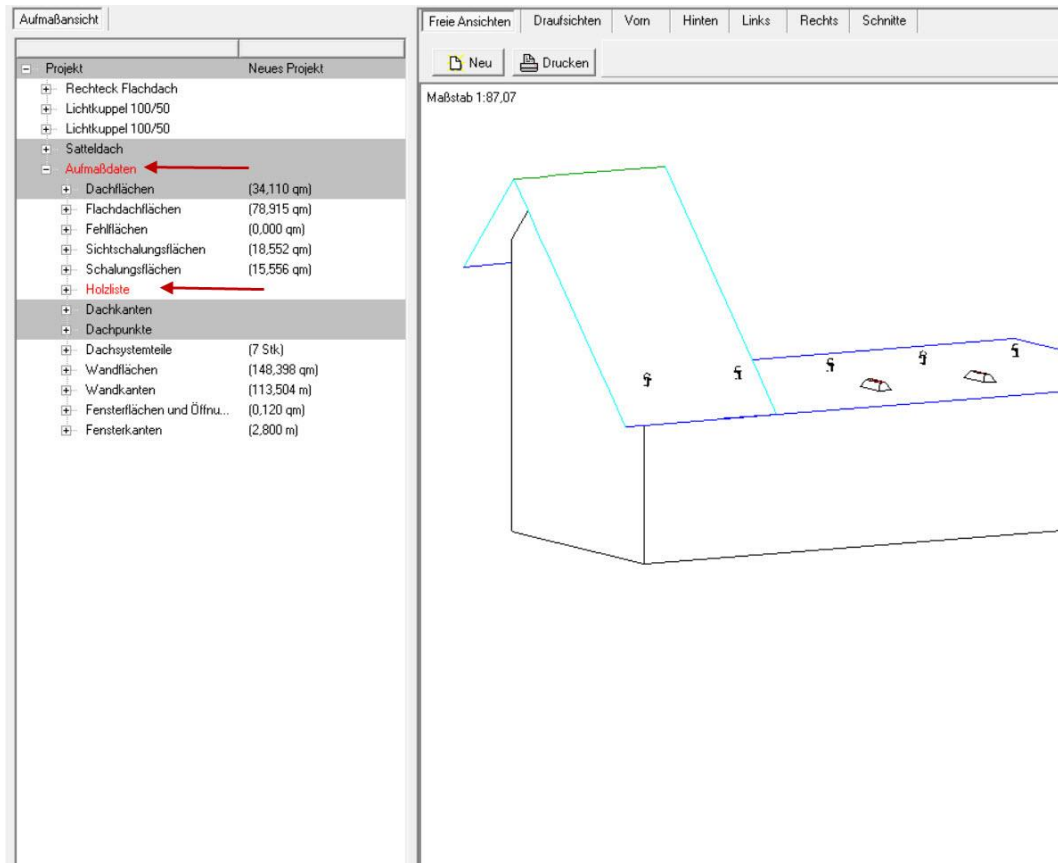 Aufmaßansicht
Projekt Neues Projekt
Rechteck Flachdach
Lichtkuppel 100/50
Lichtkuppel 100/50
Satteldach
Aufmaßdaten
Dachflächen (34,110 qm)
Flachdachflächen (78,915 qm)
Fehlflächen (0,000 qm)
Sichtschalungsflächen (18,552 qm)
Schalungsflächen (15,556 qm)
Holzliste
Dachkanten
Dachpunkte
Dachsystemteile (7 Stk)
Wandflächen (148,398 qm)
Wandkanten (113,504 m)
Fensterflächen und Öffnu... (0,120 qm)
Fensterkanten (2,800 m)
Freie Ansichten Draufsichten Vorn Hinten Links Rechts Schnitte
Neu Drucken
Maßstab 1:87,07